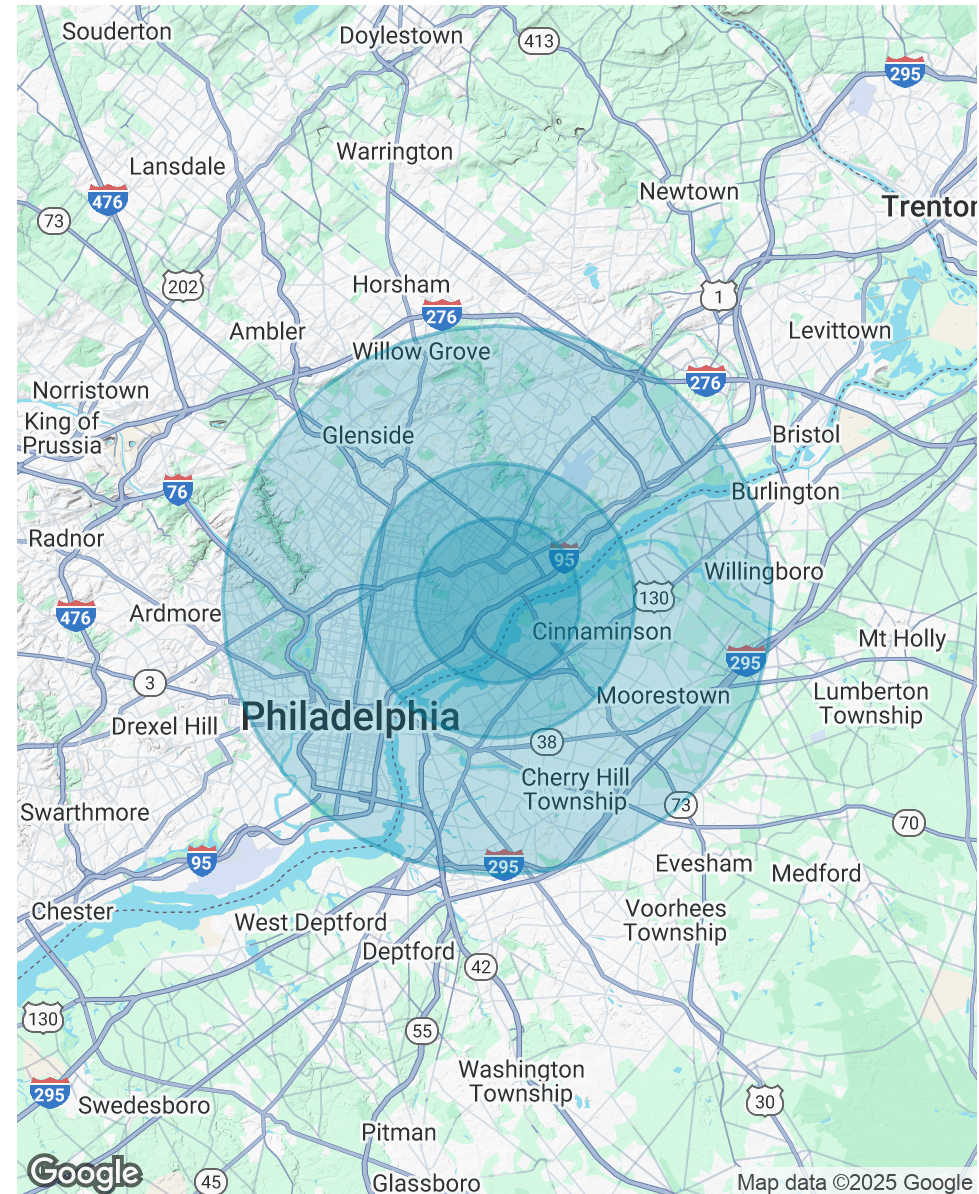 Souderton
Doylestown
413
295
Lansdale
Warrington
476
Newtown
73
Trenton
202
Horsham
1
276
Ambler
Levittown
Willow Grove
276
Norristown
King of
Prussia
Glenside
Bristol
76
Burlington
Radnor
95
Willingboro
130
476
Ardmore
Cinnaminson
Mt Holly
295
3
Moorestown
Lumberton
Township
Drexel Hill
Philadelphia
38
Cherry Hill
Township
Swarthmore
73
70
95
295
Evesham
Medford
Chester
West Deptford
Voorhees
Township
Deptford
42
130
55
Washington
Township
295
Swedesboro
30
Pitman
Google
45
Glassboro
Map data ©2025 Google